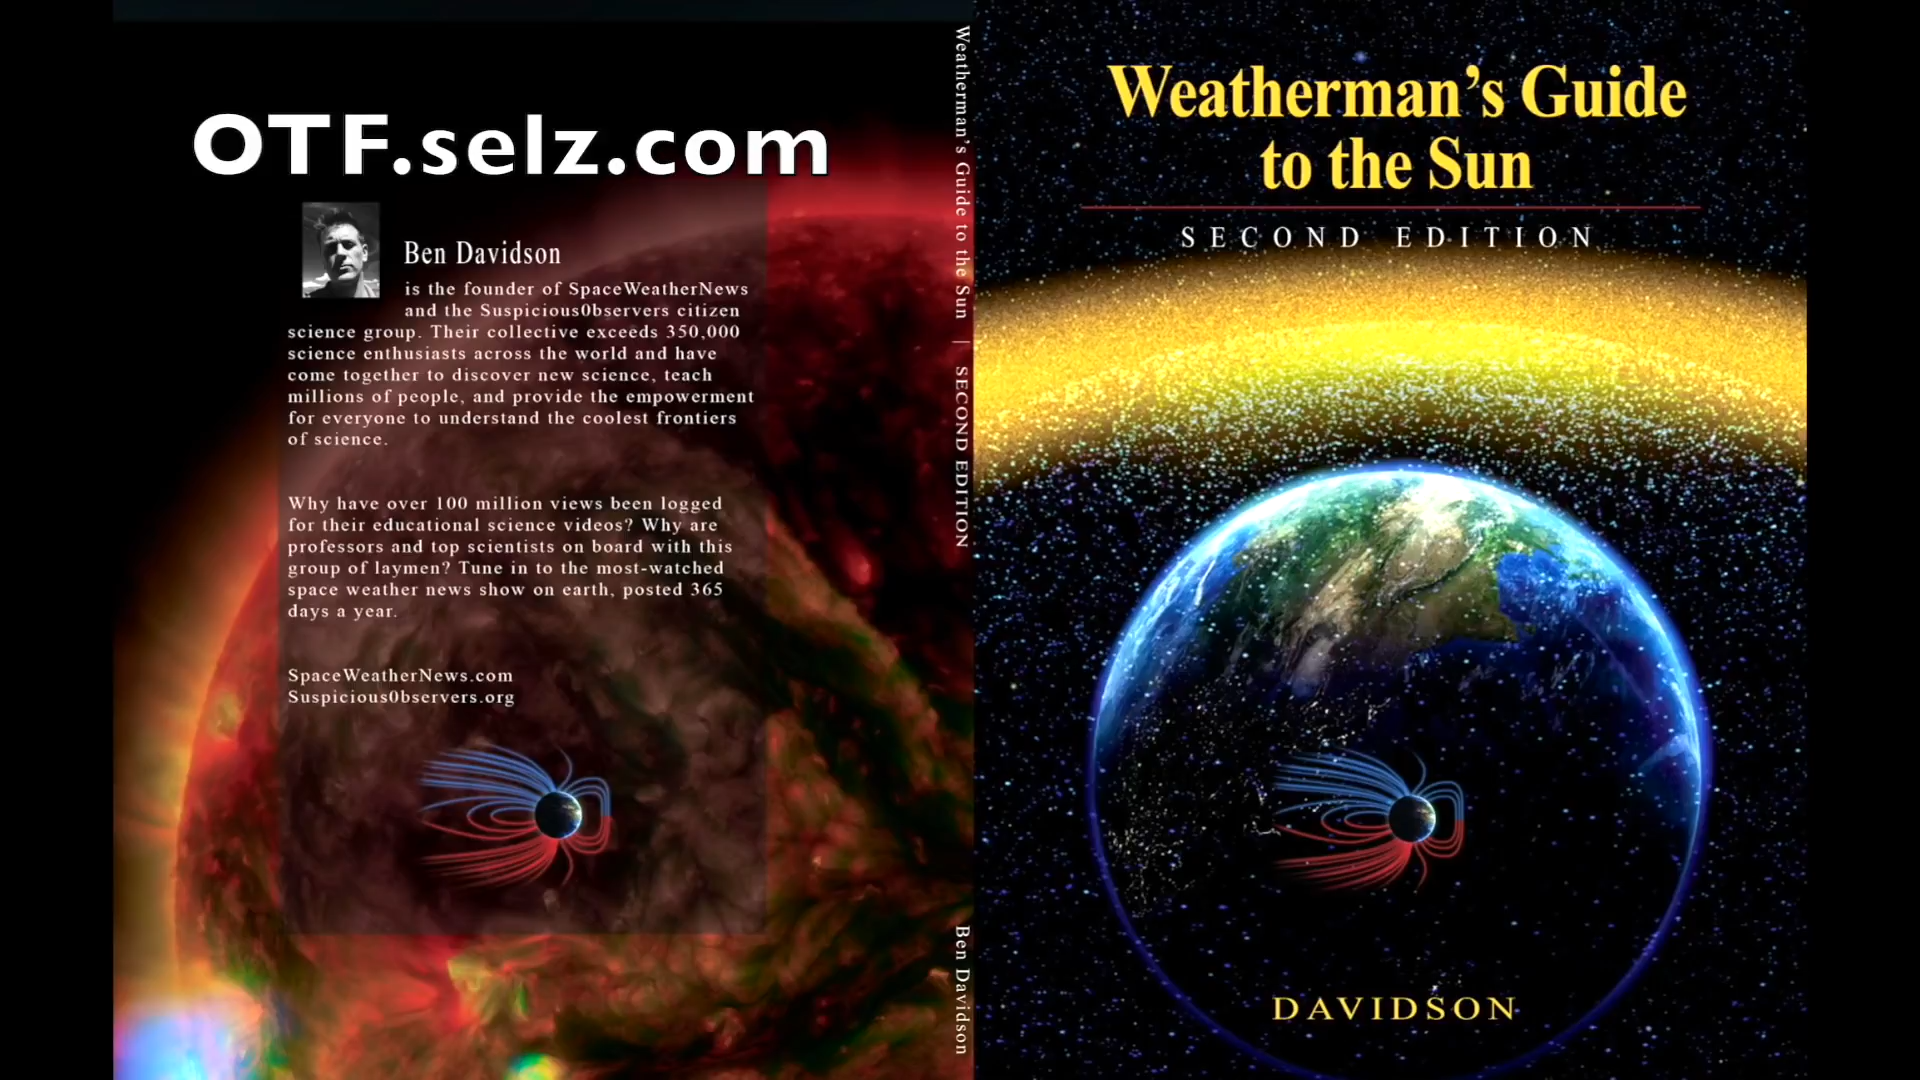 OTF.selz.com
Ben Davidson
is the founder of SpaceWeatherNews
and the Suspicious0bservers citizen
science group. Their collective exceeds 350,000
science enthusiasts across the world and have
come together to discover new science, teach
millions of people, and provide the empowerment
for everyone to understand the coolest frontiers
of science.
Why have over 100 million views been logged
for their educational science videos? Why are
professors and top scientists on board with this
group of laymen? Tune in to the most-watched
space weather news show on earth, posted 365
days a year.
SpaceWeatherNews.com
Suspicious0bservers.org
Weatherman's Guide to the Sun | SECOND EDITION
Ben Davidson
Weatherman's Guide
to the Sun
SECOND EDITION
DAVIDSON